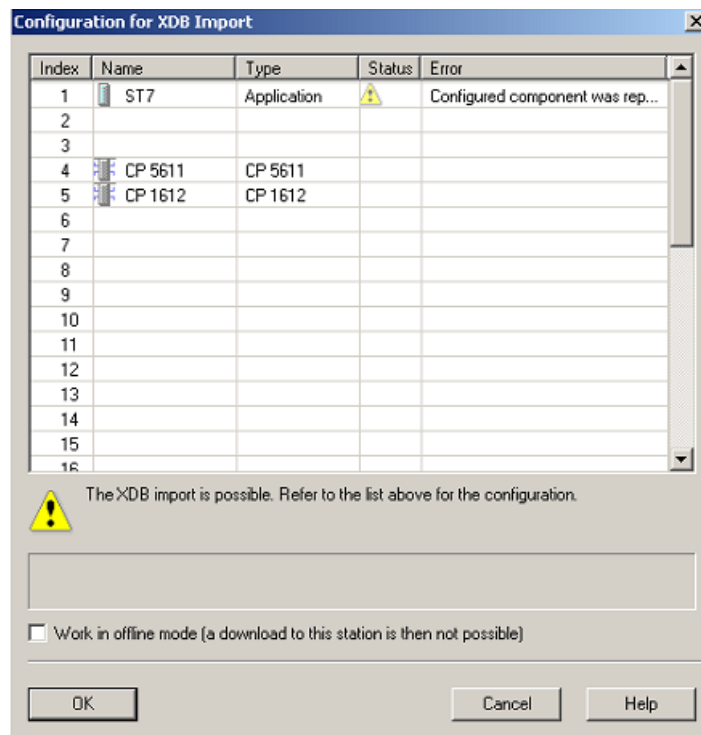 Configuration for XDB Import
Index Name Type Status Error
1 ST7 Application Configured component was rep...
2
3
4 CP 5611 CP 5611
5 CP 1612 CP 1612
6
7
8
9
10
11
12
13
14
15
16
The XDB import is possible. Refer to the list above for the configuration.
Work in offline mode (a download to this station is then not possible)
OK Cancel Help